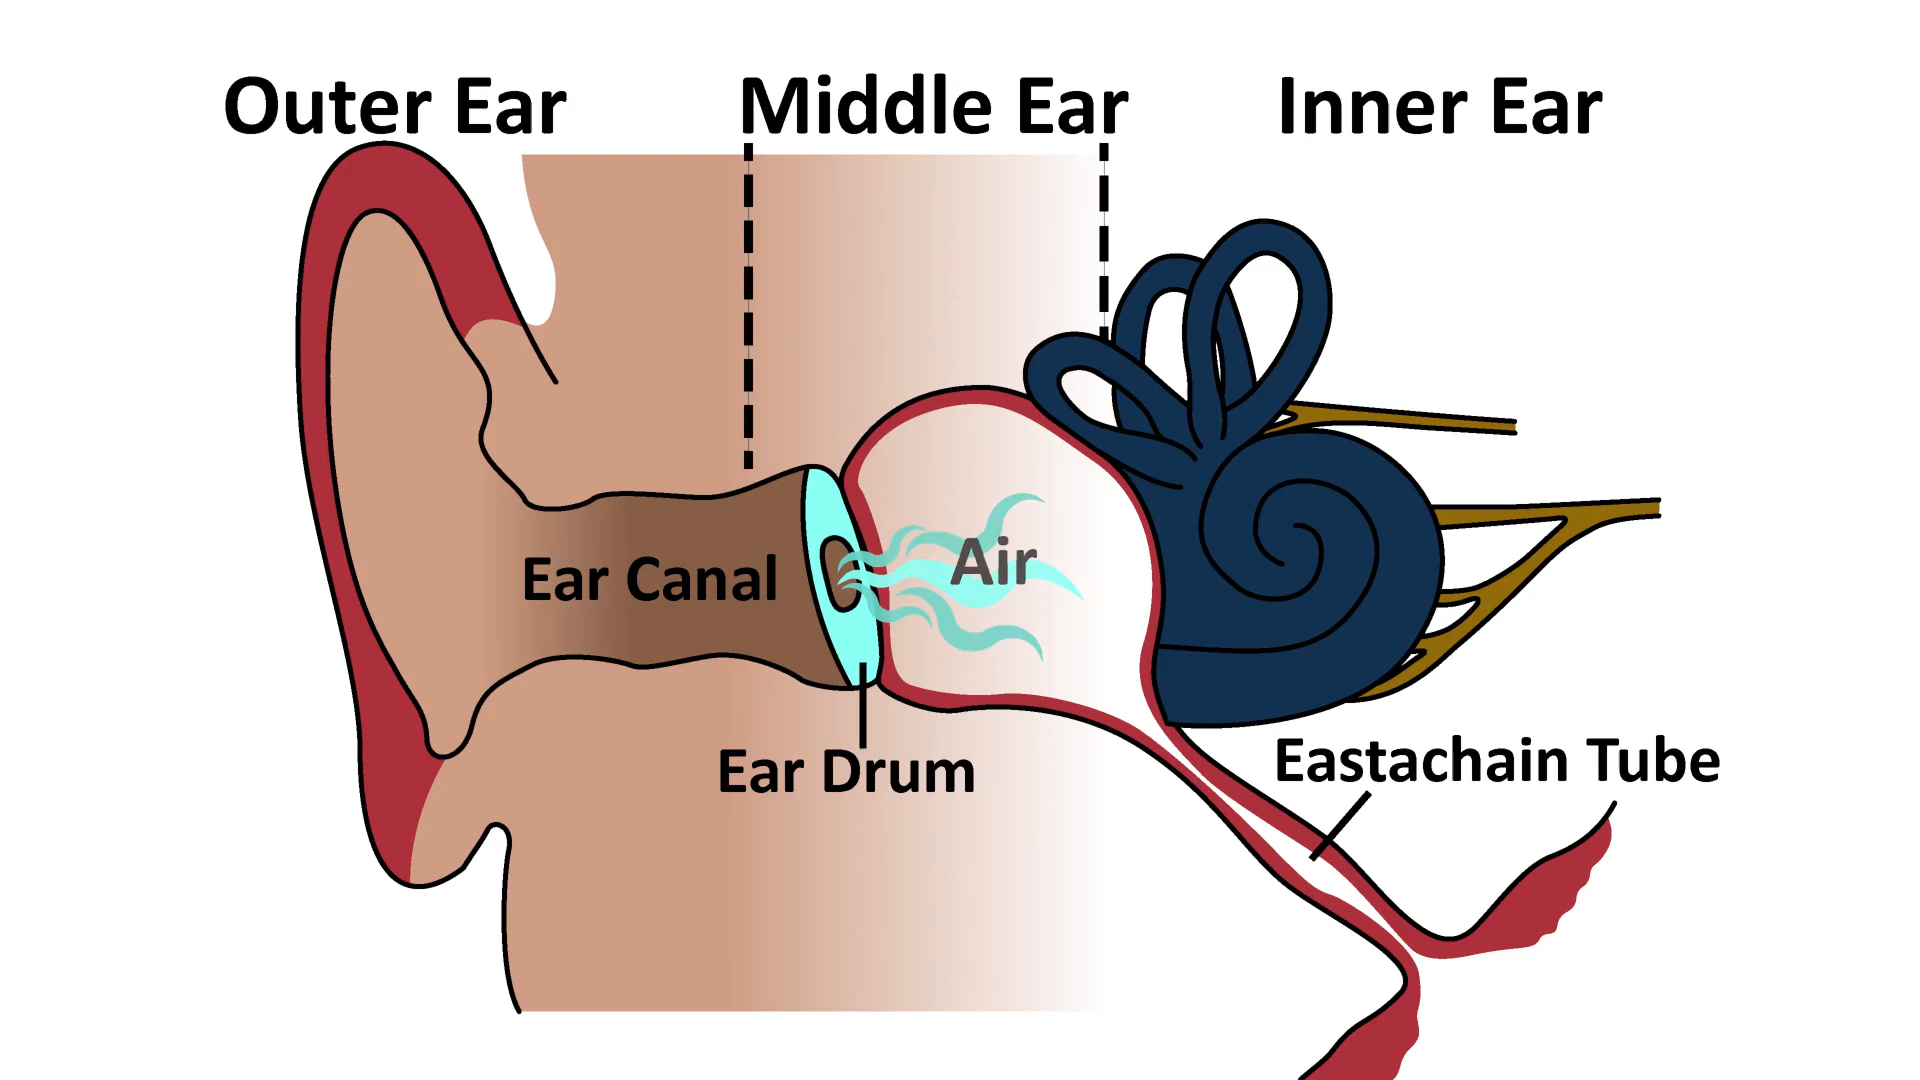 Outer Ear
Middle Ear
Inner Ear
Air
Ear Canal
Ear Drum
Eastachain Tube